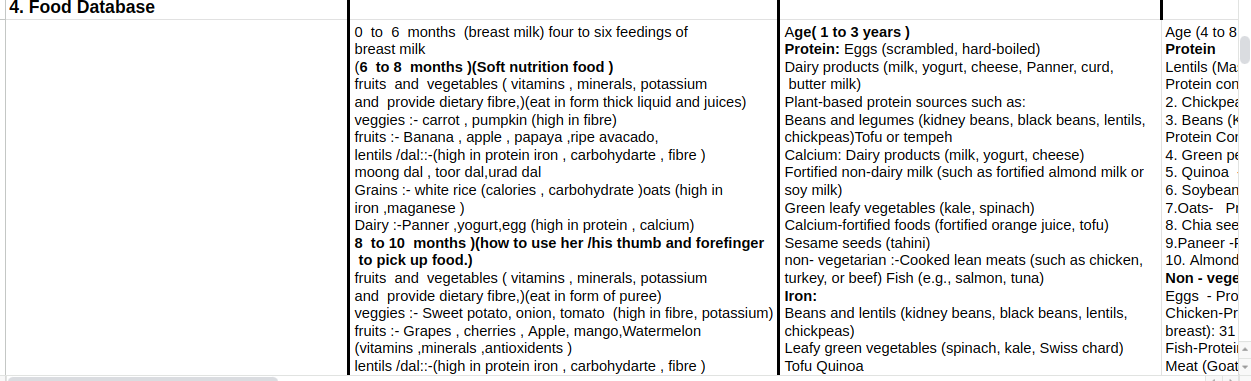 4. Food Database
0 to 6 months (breast milk) four to six feedings of
breast milk
(6 to 8 months )(Soft nutrition food )
fruits and vegetables ( vitamins , minerals, potassium
and provide dietary fibre,)(eat in form thick liquid and juices)
veggies :- carrot , pumpkin (high in fibre)
fruits :- Banana , apple , papaya ,ripe avacado,
lentils /dal::-(high in protein iron , carbohydarte , fibre )
moong dal , toor dal,urad dal
Grains :- white rice (calories , carbohydrate )oats (high in
iron ,maganese )
Dairy :-Panner ,yogurt,egg (high in protein , calcium)
8 to 10 months )(how to use her /his thumb and forefinger
to pick up food.)
fruits and vegetables ( vitamins , minerals, potassium
and provide dietary fibre,)(eat in form of puree)
veggies :- Sweet potato, onion, tomato (high in fibre, potassium)
fruits :- Grapes , cherries , Apple, mango,Watermelon
(vitamins ,minerals ,antioxidents )
lentils /dal::-(high in protein iron , carbohydarte , fibre )
Age( 1 to 3 years )
Protein: Eggs (scrambled, hard-boiled)
Dairy products (milk, yogurt, cheese, Panner, curd,
butter milk)
Plant-based protein sources such as:
Beans and legumes (kidney beans, black beans, lentils,
chickpeas)Tofu or tempeh
Calcium: Dairy products (milk, yogurt, cheese)
Fortified non-dairy milk (such as fortified almond milk or
soy milk)
Green leafy vegetables (kale, spinach)
Calcium-fortified foods (fortified orange juice, tofu)
Sesame seeds (tahini)
non- vegetarian :-Cooked lean meats (such as chicken,
turkey, or beef) Fish (e.g., salmon, tuna)
Iron:
Beans and lentils (kidney beans, black beans, lentils,
chickpeas)
Leafy green vegetables (spinach, kale, Swiss chard)
Tofu Quinoa
Age (4 to 8
Protein
Lentils (Ma
Protein con
2. Chickpea
3. Beans (K
Protein Con
4. Green pe
5. Quinoa
6. Soybean
7.Oats- Pr
8. Chia see
9.Paneer -P
10. Almond
Non - vege
Eggs - Pro
Chicken-Pr
breast): 31
Fish-Protei
Meat (Goat